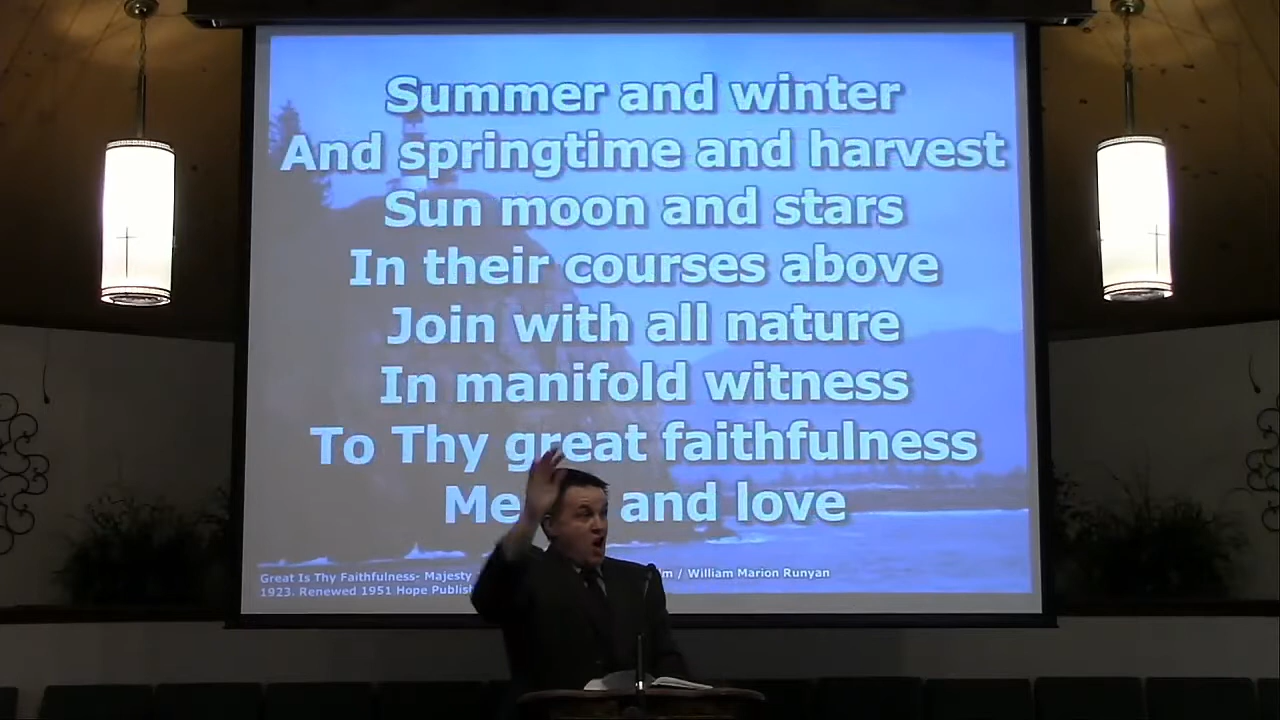 Summer and winter
And springtime and harvest
Sun moon and stars
In their courses above
Join with all nature
In manifold witness
To Thy great faithfulness
and love
Great Is Thy Faithfulness- Majesty / William Marion Runyan
1923. Renewed 1951 Hope